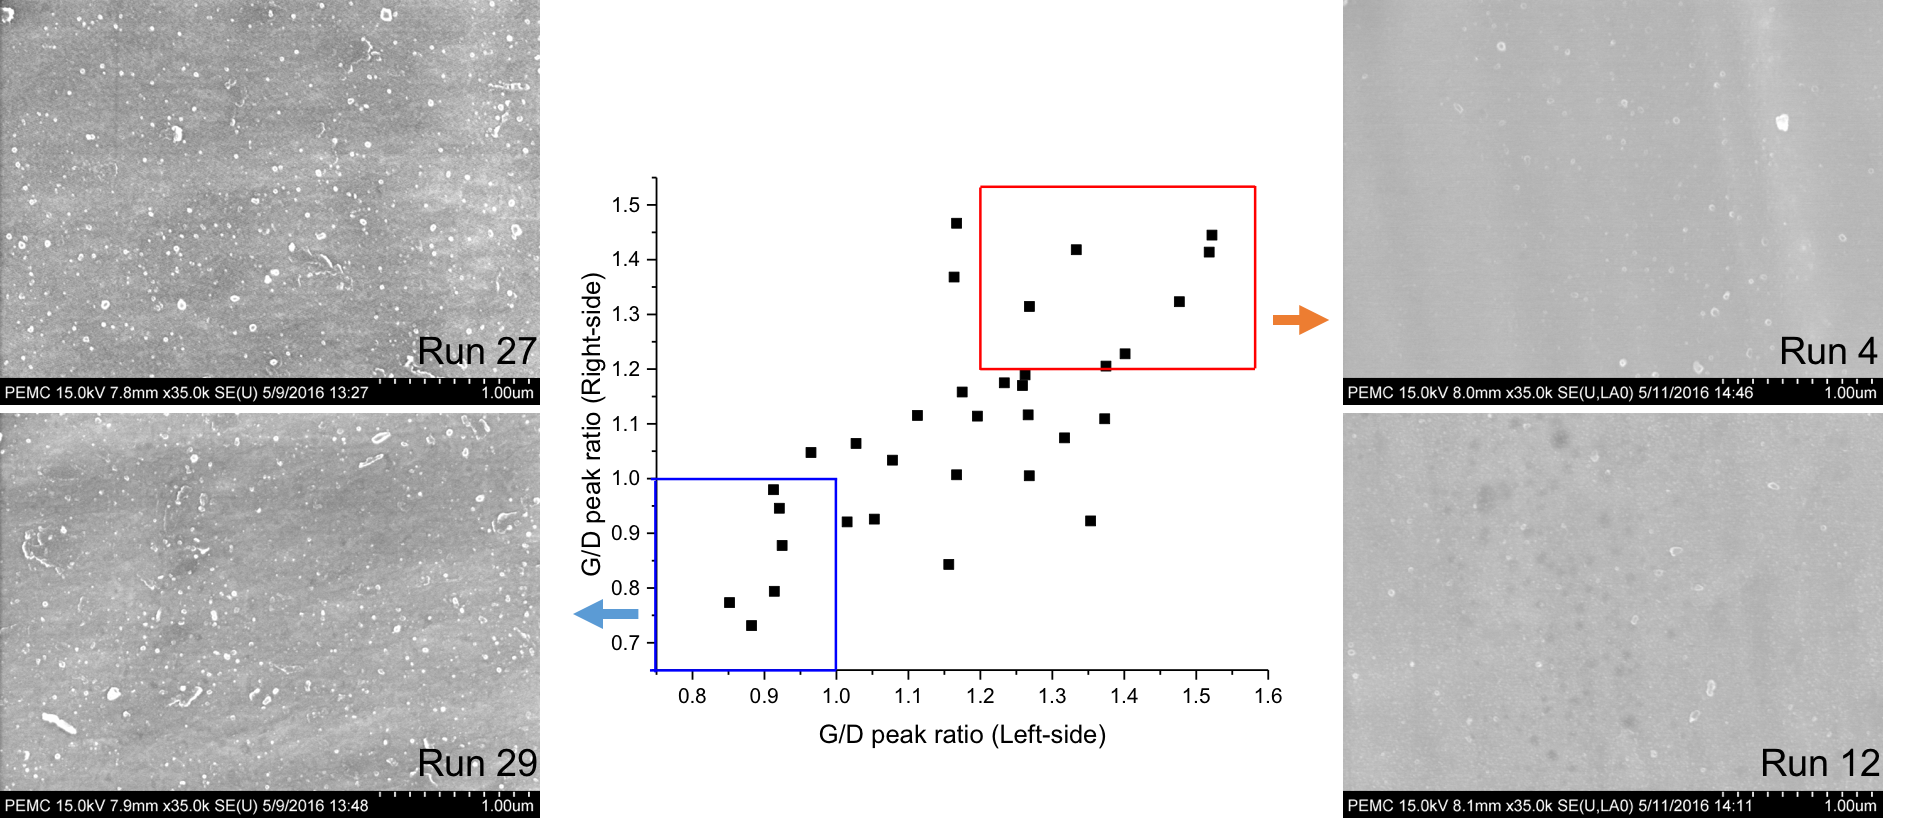 Run 27
PEMC 15.0kV 7.8mm x35.0k SE(U) 5/9/2016 13:27
1.00um
Run 29
PEMC 15.0kV 7.9mm x35.0k SE(U) 5/9/2016 13:48
1.00um
G/D peak ratio (Right-side)
1.5
1.4
1.3
1.2
1.1
1.0
0.9
0.8
0.7
0.8 0.9 1.0 1.1 1.2 1.3 1.4 1.5 1.6
G/D peak ratio (Left-side)
Run 4
PEMC 15.0kV 8.0mm x35.0k SE(U,LA0) 5/11/2016 14:46
1.00um
Run 12
PEMC 15.0kV 8.1mm x35.0k SE(U,LA0) 5/11/2016 14:11
1.00um